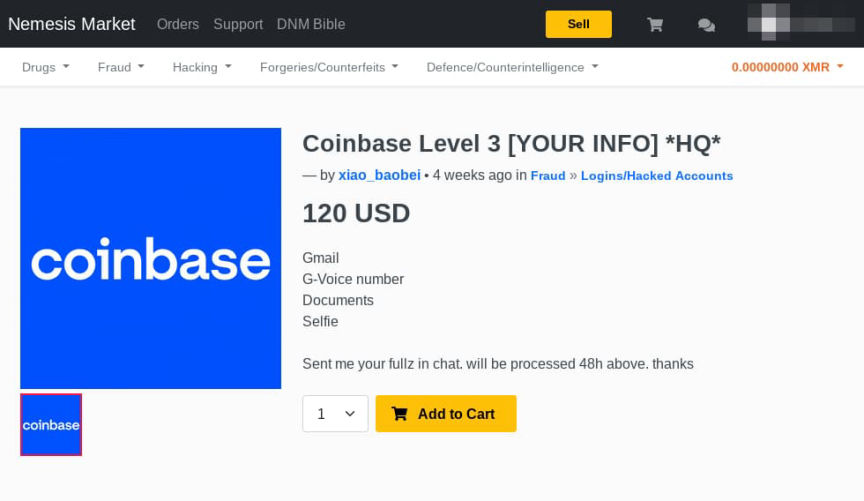 Nemesis Market Orders Support DNM Bible Sell
Drugs Fraud Hacking Forgeries/Counterfeits Defence/Counterintelligence 0.00000000 XMR
coinbase
coinbase
Coinbase Level 3 [YOUR INFO] *HQ*
— by xiao_baobei • 4 weeks ago in Fraud » Logins/Hacked Accounts
120 USD
Gmail
G-Voice number
Documents
Selfie
Sent me your fullz in chat. will be processed 48h above. thanks
1 Add to Cart